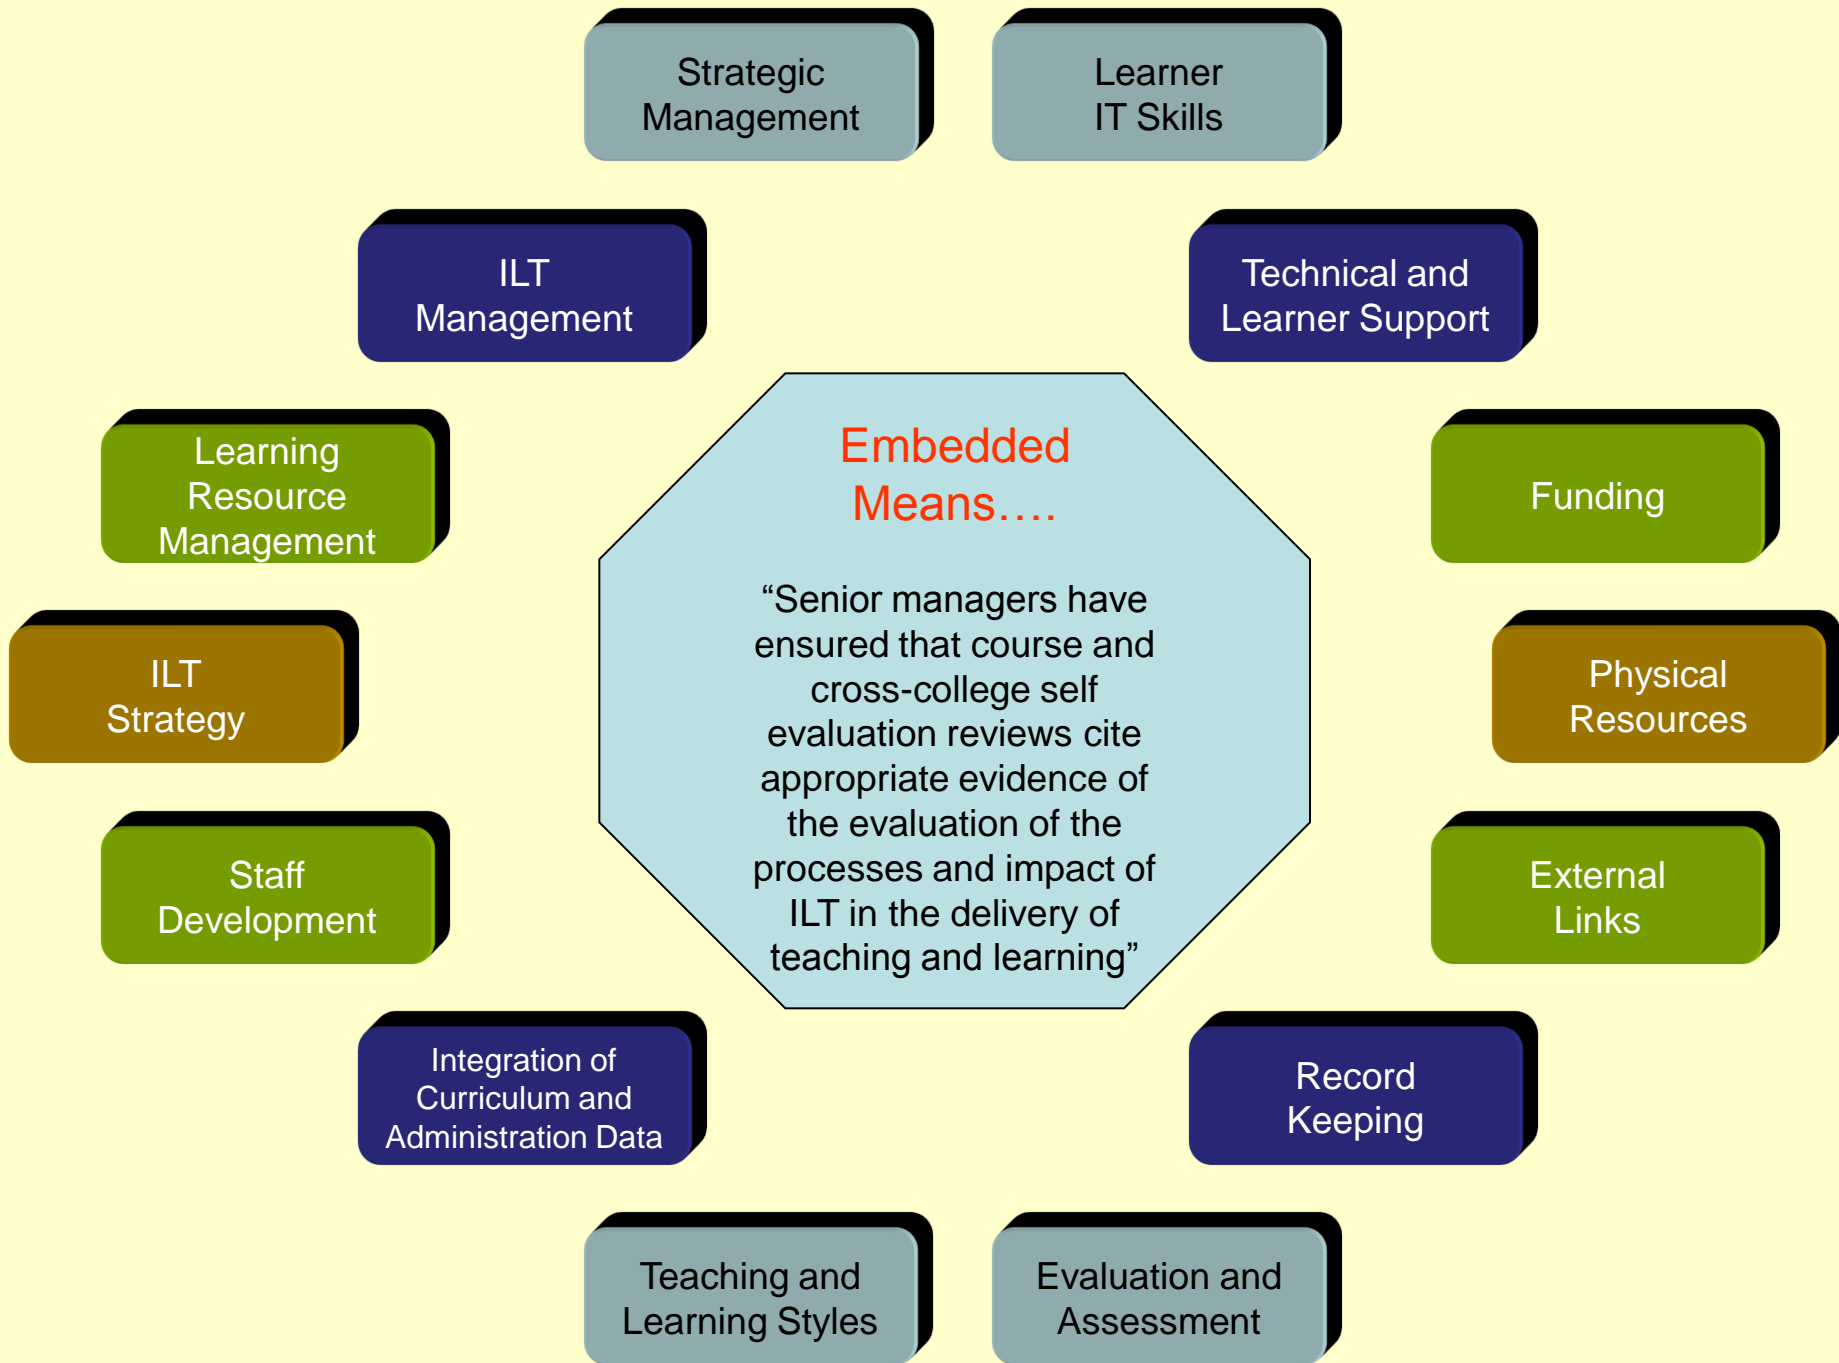 Strategic
Management
Learner
IT Skills
ILT
Management
Technical and
Learner Support
Learning
Resource
Management
Funding
ILT
Strategy
Physical
Resources
Staff
Development
External
Links
Integration of
Curriculum and
Administration Data
Record
Keeping
Teaching and
Learning Styles
Evaluation and
Assessment
Embedded
Means….
“Senior managers have
ensured that course and
cross-college self
evaluation reviews cite
appropriate evidence of
the evaluation of the
processes and impact of
ILT in the delivery of
teaching and learning”